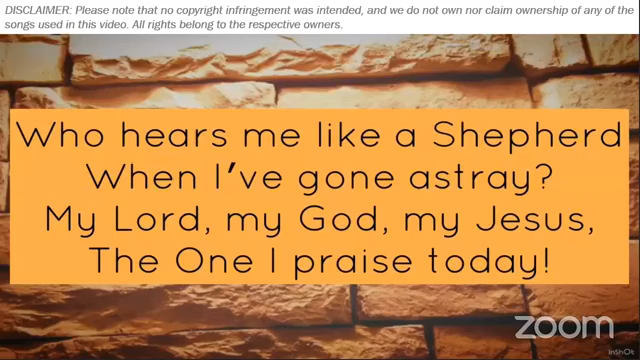 DISCLAIMER: Please note that no copyright infringement was intended, and we do not own nor claim ownership of any of the
songs used in this video. All rights belong to the respective owners.
Who hears me like a Shepherd
When I've gone astray?
My Lord, my God, my Jesus,
The One I praise today!
zoom
InShOt